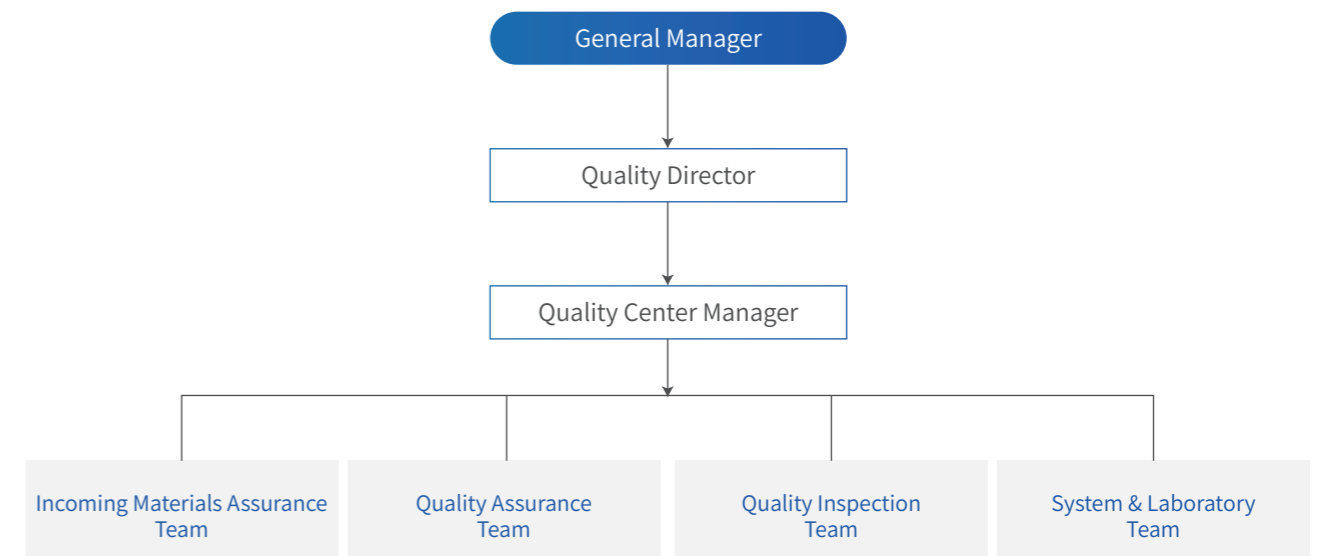 General Manager
Quality Director
Quality Center Manager
Incoming Materials Assurance
Team
Quality Assurance
Team
Quality Inspection
Team
System & Laboratory
Team